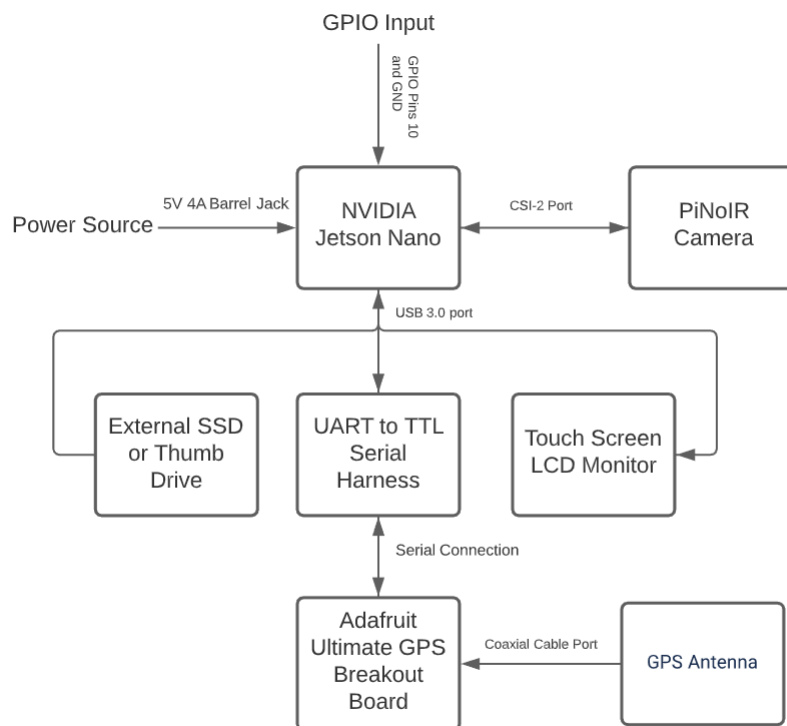 GPIO Input
GPIO Pins 10
and GND
5V 4A Barrel Jack
Power Source
NVIDIA
Jetson Nano
CSI-2 Port
PiNoIR
Camera
USB 3.0 port
External SSD
or Thumb
Drive
UART to TTL
Serial
Harness
Touch Screen
LCD Monitor
Serial Connection
Adafruit
Ultimate GPS
Breakout
Board
Coaxial Cable Port
GPS Antenna